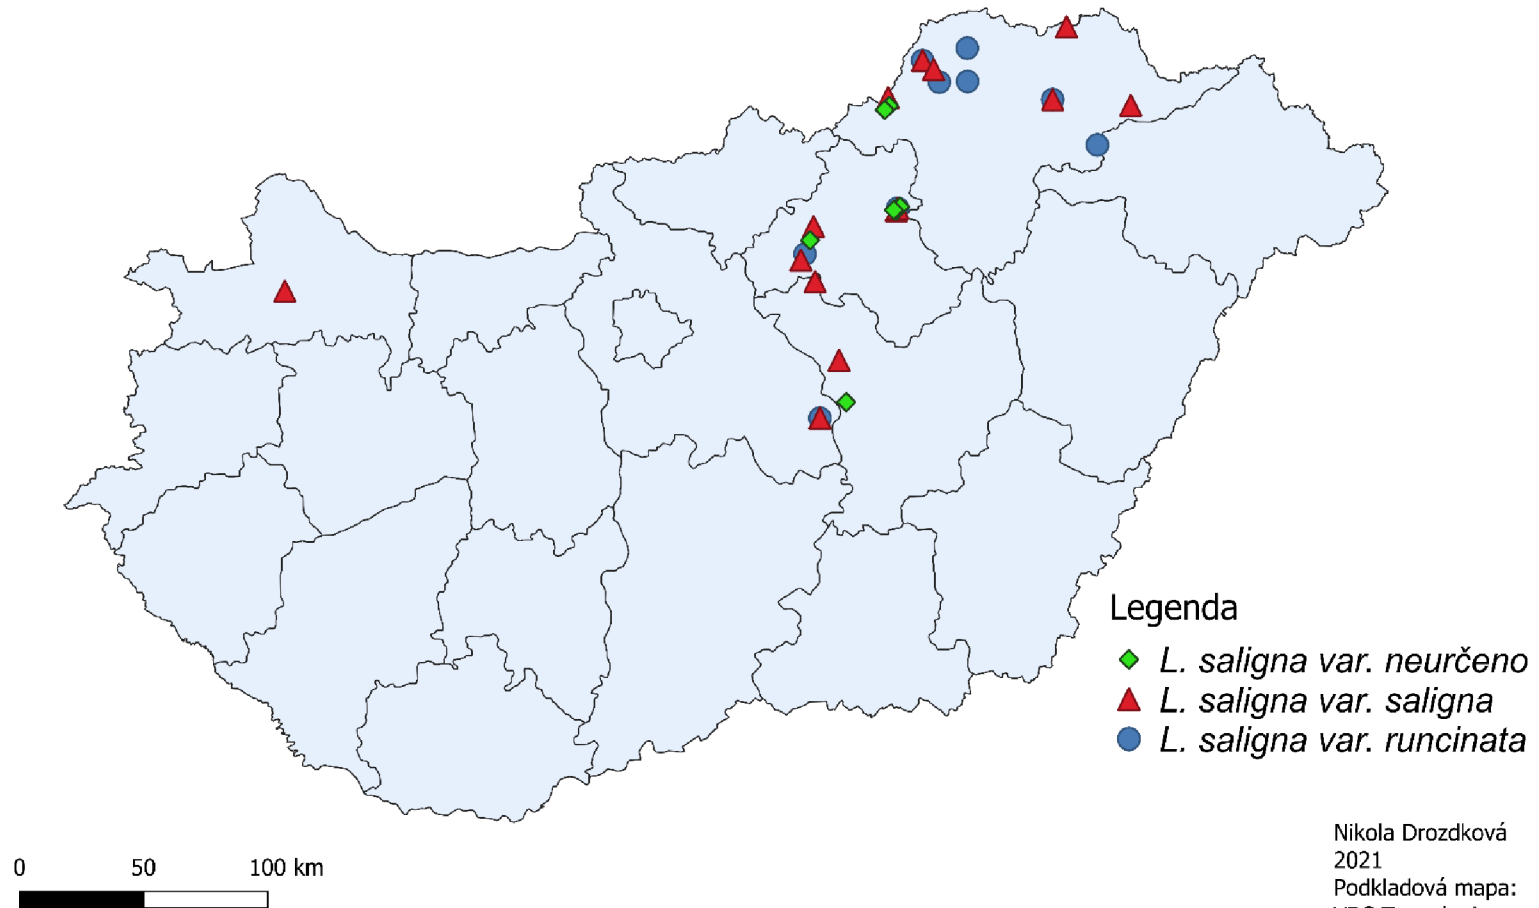 Legenda
L. saligna var. neurčeno
L. saligna var. saligna
L. saligna var. runcinata
Nikola Drozdková
2021
Podkladová mapa:
0 50 100 km